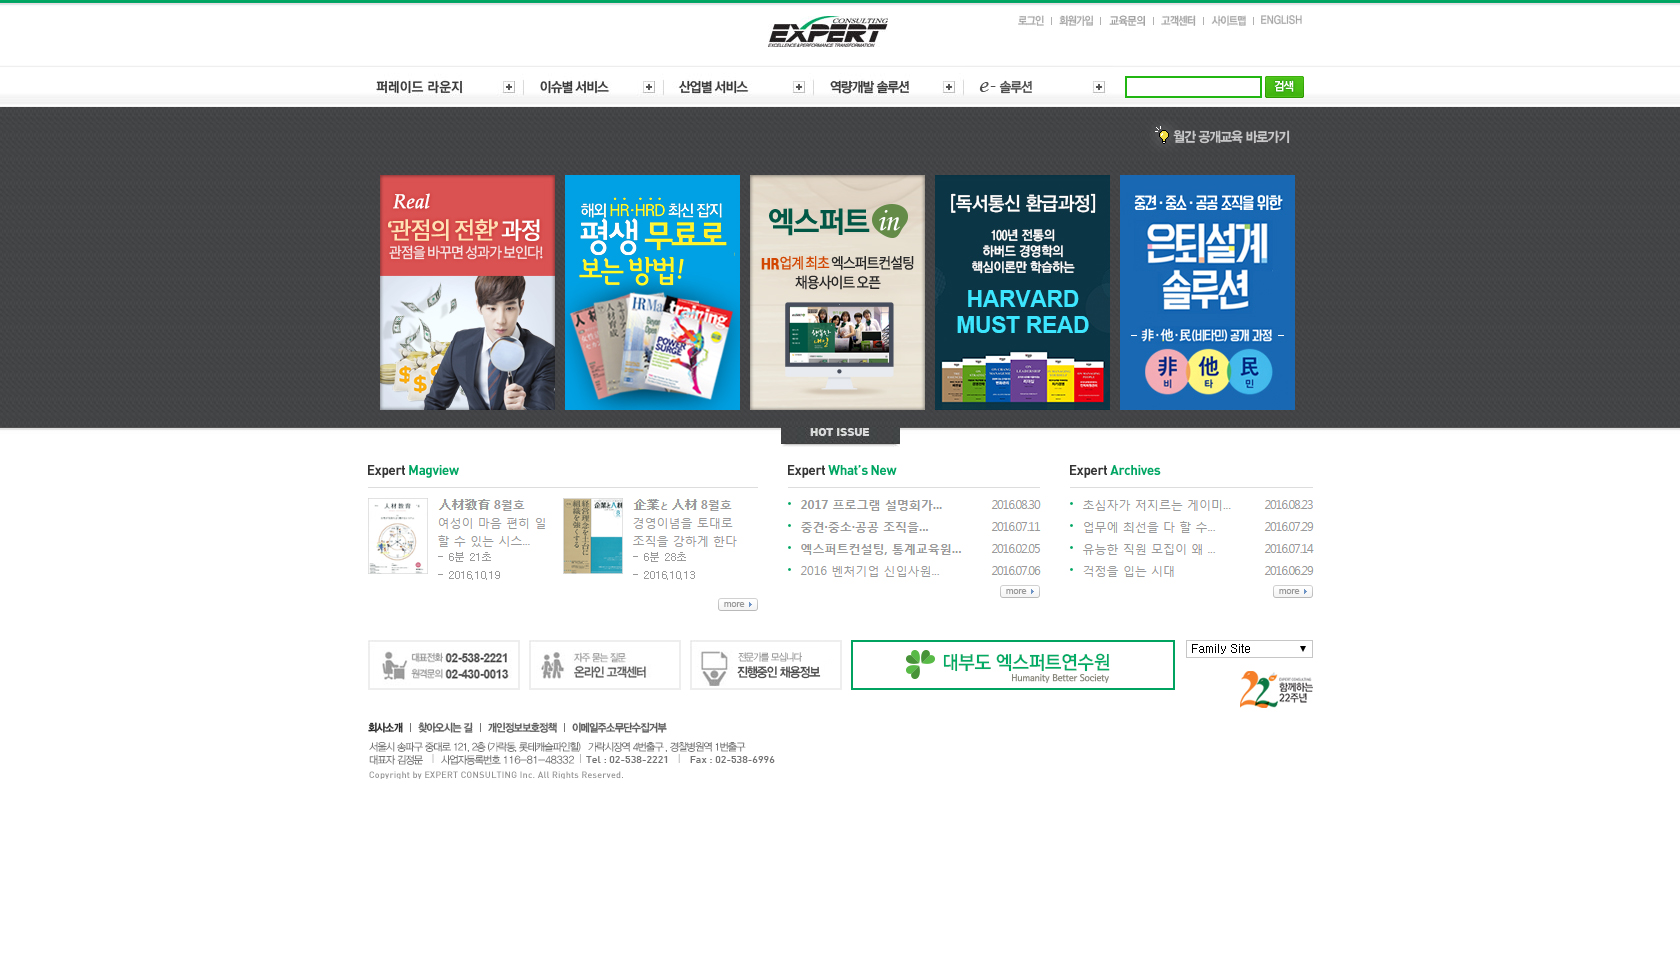 EXPERT
CONSULTING
EXCELLENCE&PERFORMANCE TRANSFORMATION
로그인 | 회원가입 | 교육문의 | 고객센터 | 사이트맵 | ENGLISH
퍼레이드 라운지
이슈별 서비스
산업별 서비스
역량개발 솔루션
e- 솔루션
검색
월간 공개교육 바로가기
Real
'관점의 전환' 과정
관점을 바꾸면 성과가 보인다!
해외 HR·HRD 최신 잡지
평생 무료로
보는 방법!
training
POWER SURGE
엑스퍼트 in
HR업계 최초 엑스퍼트컨설팅
채용사이트 오픈
[독서통신 환급과정]
100년 전통의
하버드 경영학의
핵심이론만 학습하는
HARVARD
MUST READ
중견·중소·공공 조직을 위한
은퇴설계
솔루션
- 非·他·民(비타민) 공개 과정 -
非 他 民
비 타 민
HOT ISSUE
Expert Magview
人材敎育 8월호
여성이 마음 편히 일
할 수 있는 시스...
- 6분 21초
- 2016,10,19
企業と 人材 8월호
경영이념을 토대로
조직을 강하게 한다
- 6분 28초
- 2016,10,13
more
Expert What's New
2017 프로그램 설명회가... 2016.08.30
중견·중소·공공 조직을... 2016.07.11
엑스퍼트컨설팅, 통계교육원... 2016.02.05
2016 벤처기업 신입사원... 2016.07.06
more
Expert Archives
초심자가 저지르는 게이미... 2016.08.23
업무에 최선을 다 할 수... 2016.07.29
유능한 직원 모집이 왜 ... 2016.07.14
걱정을 입는 시대 2016.06.29
more
대표전화 02-538-2221
원격문의 02-430-0013
자주 묻는 질문
온라인 고객센터
전문가를 모십니다
진행중인 채용정보
대부도 엑스퍼트연수원
Humanity Better Society
Family Site
22
EXPERT CONSULTING
함께하는
22주년
회사소개 | 찾아오시는 길 | 개인정보보호정책 | 이메일주소무단수집거부
서울시 송파구 중대로 121, 2층 (가락동, 롯데캐슬파인힐) 가락시장역 4번출구 , 경찰병원역 1번출구
대표자 김정문 | 사업자등록번호 116-81-48332 | Tel : 02-538-2221 | Fax : 02-538-6996
Copyright by EXPERT CONSULTING Inc. All Rights Reserved.